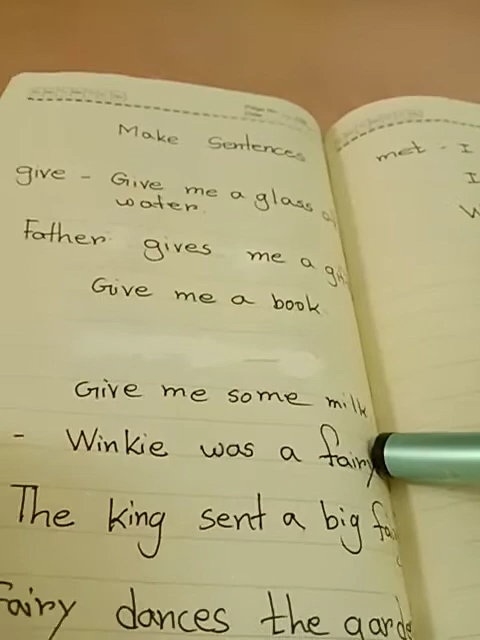 Make Sentences
give - Give me a glass
water.
Father gives me a
Give me a book
Give me some milk
- Winkie was a fairy
The king sent a big
fairy dances the
met - I
I